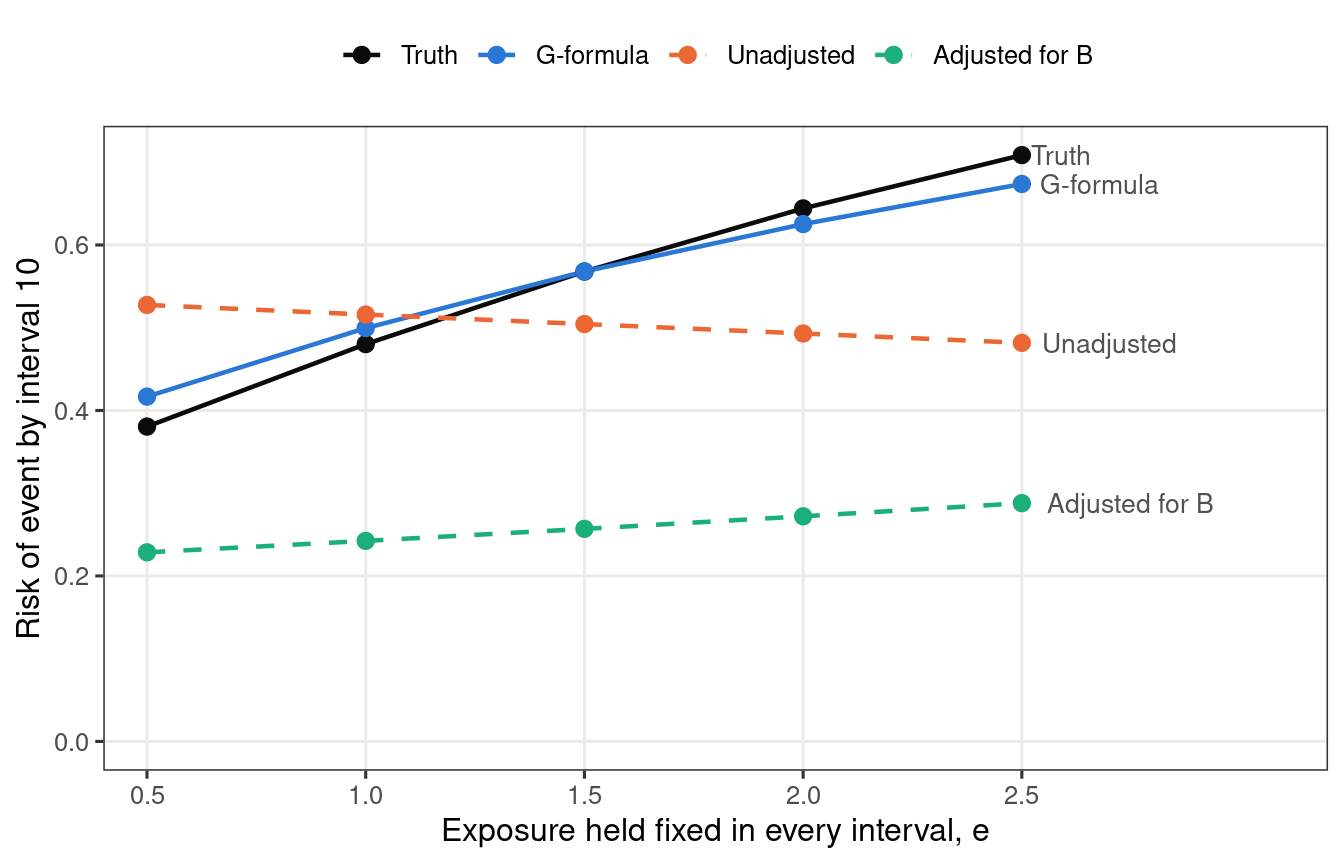 Truth G-formula Unadjusted Adjusted for B
Truth
G-formula
Unadjusted
Adjusted for B
0.6
0.4
0.2
0.0
Risk of event by interval 10
0.5 1.0 1.5 2.0 2.5
Exposure held fixed in every interval, e